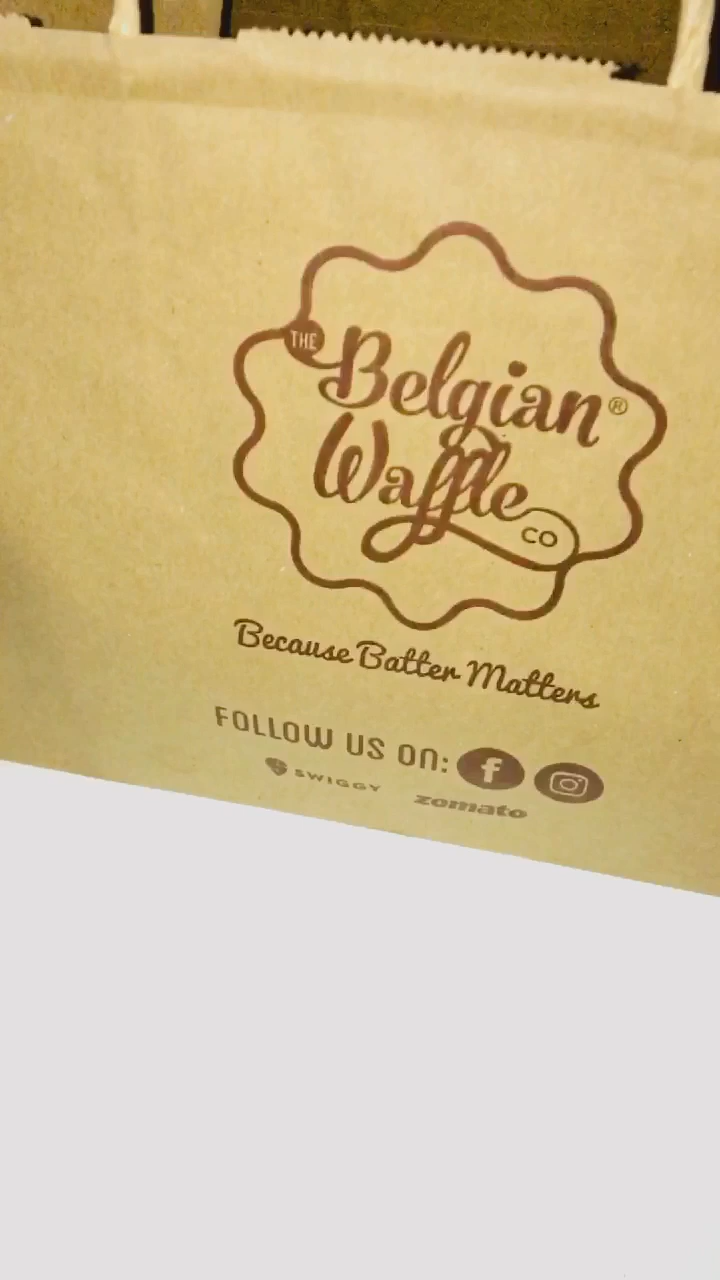 THE
Belgian®
Waffle
CO
Because Batter Matters
FOLLOW US ON:
SWIGGY
zomato